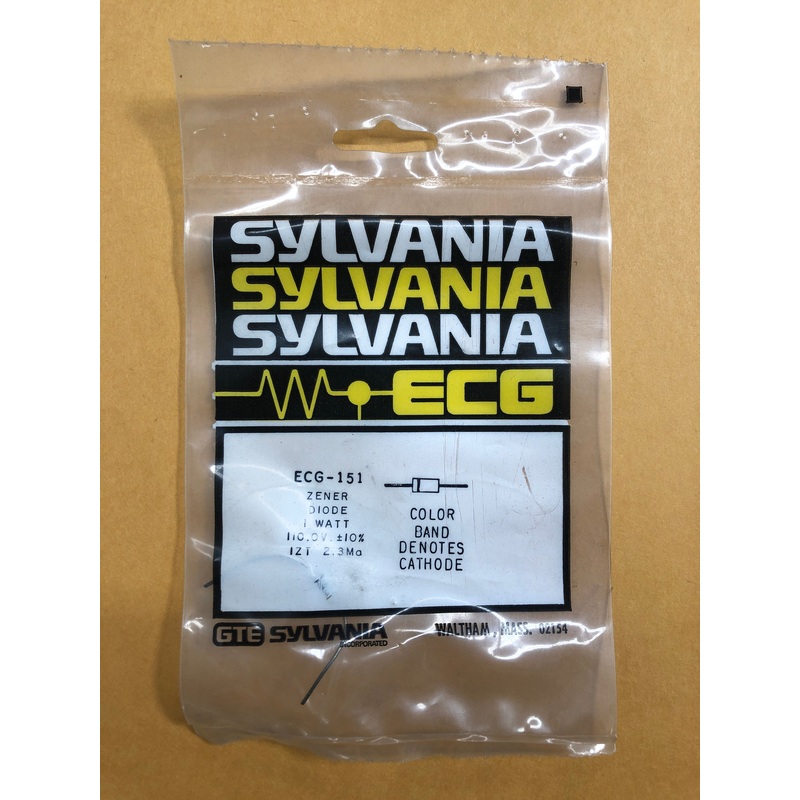 SYLVANIA
SYLVANIA
SYLVANIA
ECG
ECG-151
ZENER
DIODE
1 WATT
110.0V. ±10%
IZT 2.3Ma
COLOR
BAND
DENOTES
CATHODE
GTE SYLVANIA
INCORPORATED
WALTHAM, MASS. 02154